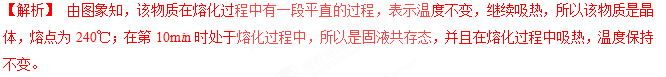 【解析】 由图象知，该物质在熔化过程中有一段平直的过程，表示温度不变，继续吸热，所以该物质是晶
体，熔点为 240℃；在第 10min 时处于熔化过程中，所以是固液共存态，并且在熔化过程中吸热，温度保持
不变。